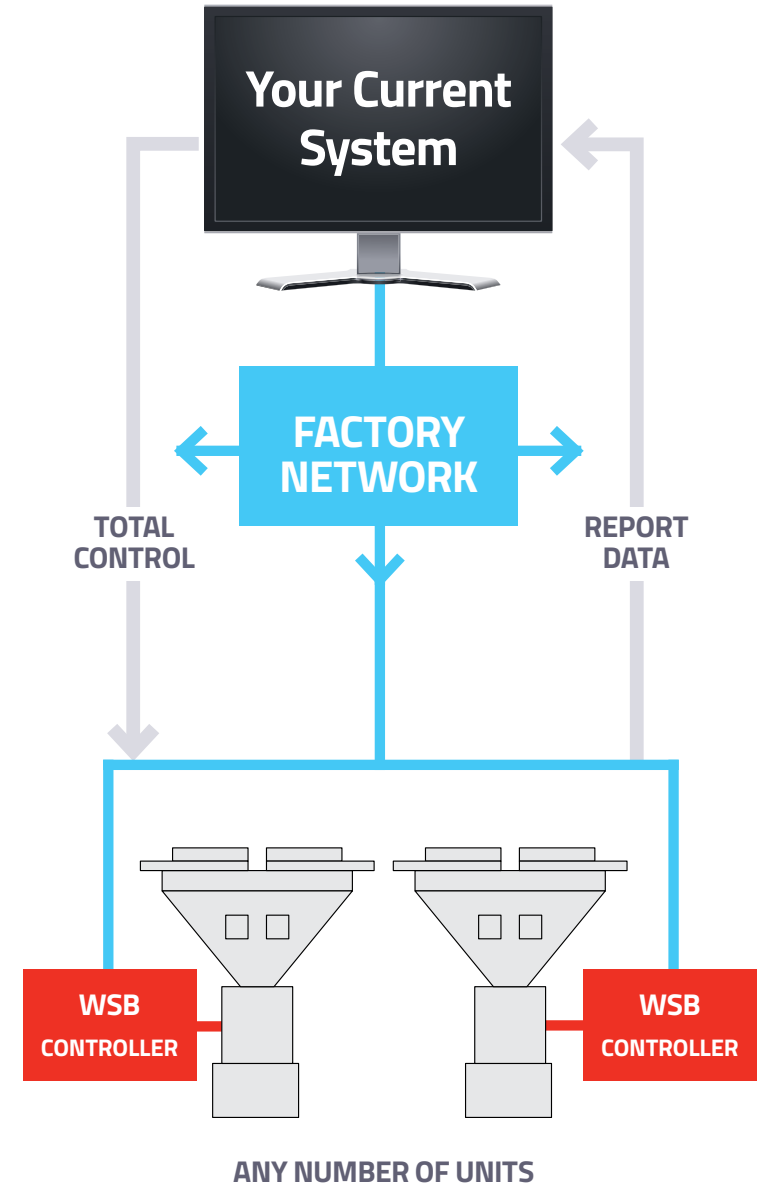 Your Current
System
FACTORY
NETWORK
TOTAL
CONTROL
REPORT
DATA
WSB
CONTROLLER
WSB
CONTROLLER
ANY NUMBER OF UNITS